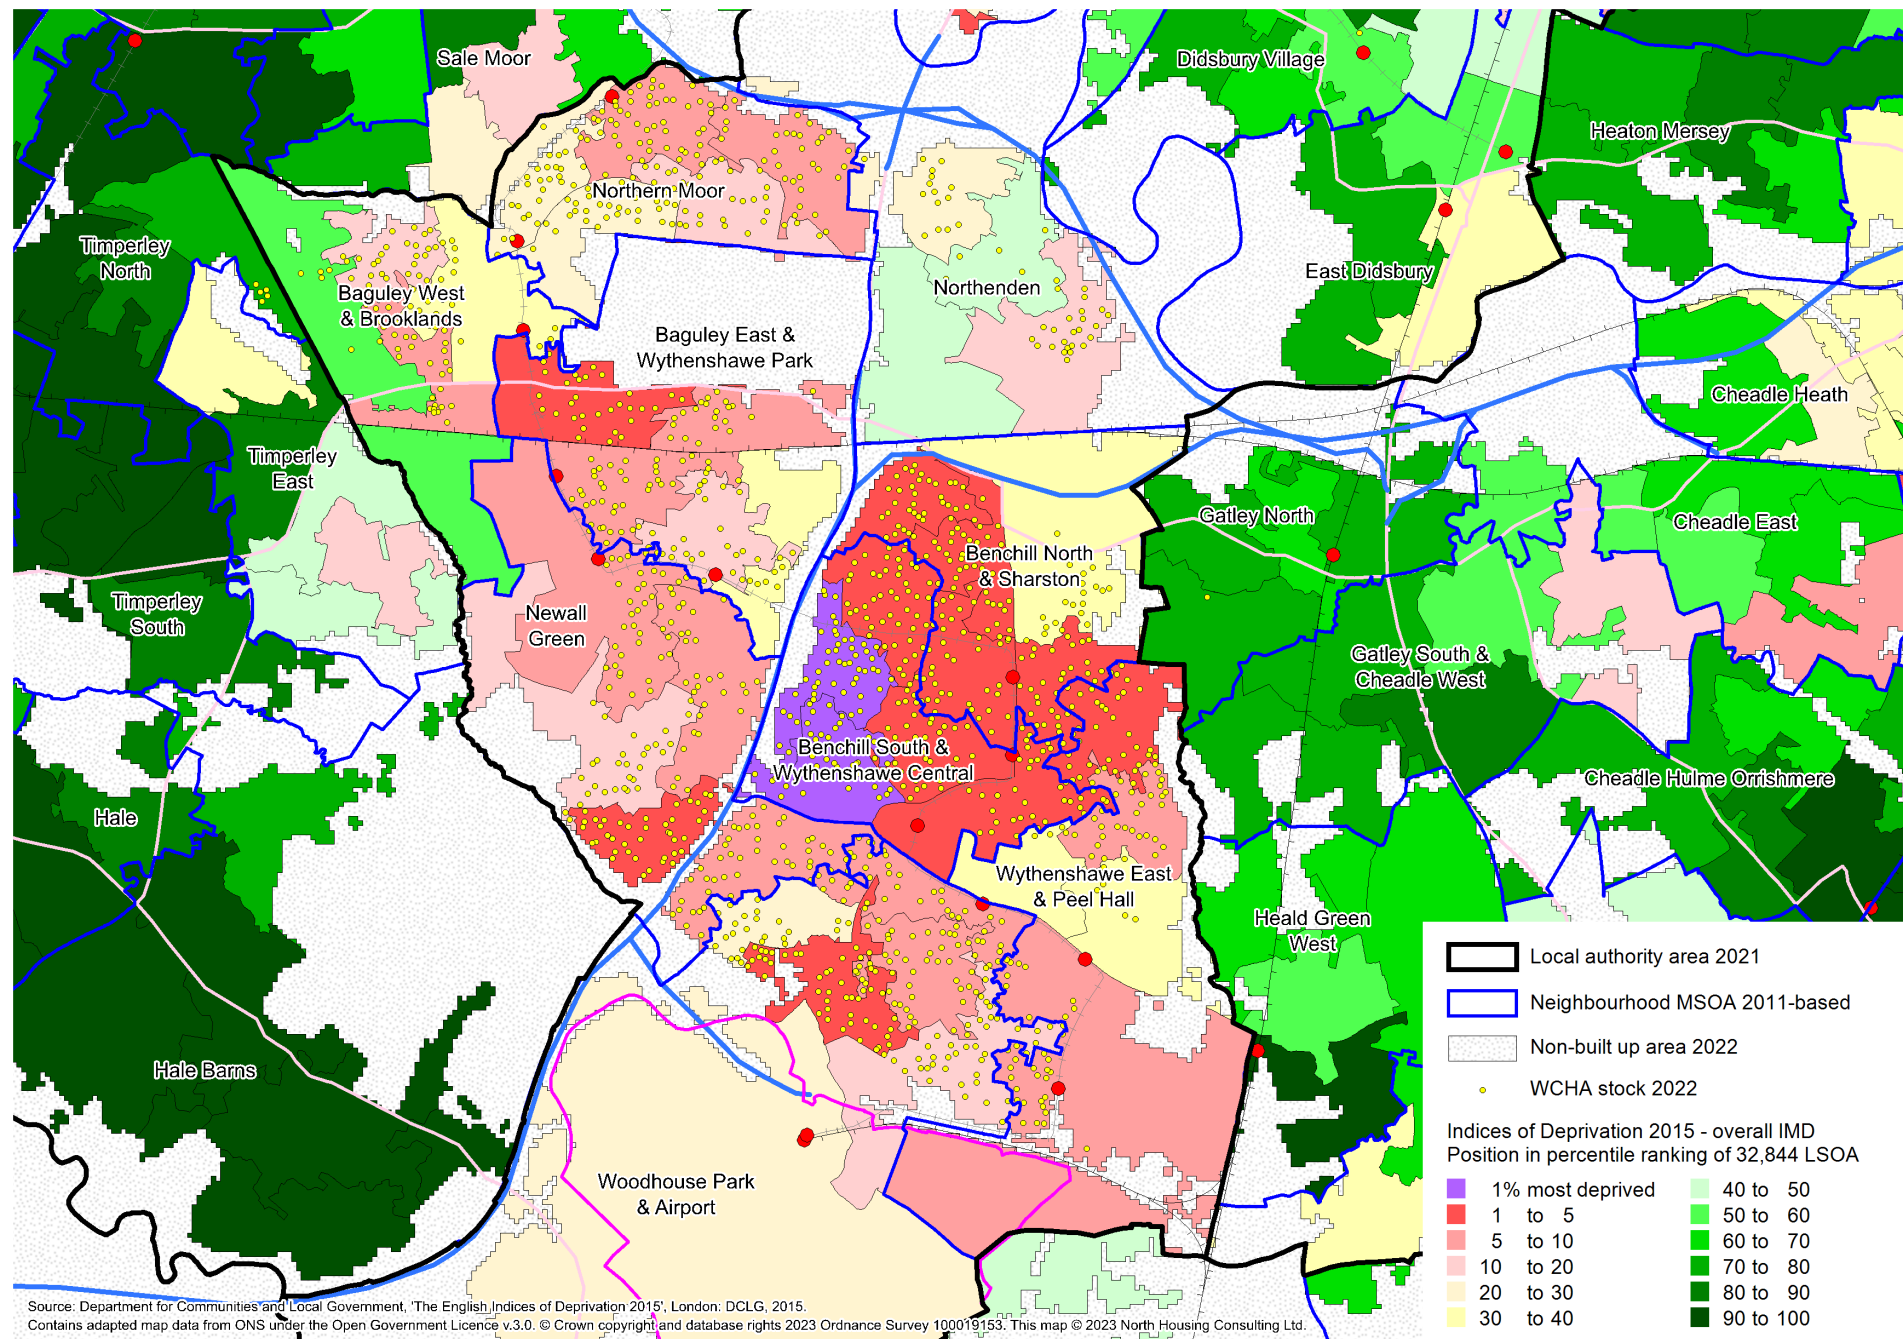 Sale Moor
Didsbury Village
Heaton Mersey
Northern Moor
Timperley
North
East Didsbury
Baguley West
& Brooklands
Northenden
Baguley East &
Wythenshawe Park
Cheadle Heath
Timperley
East
Gatley North
Cheadle East
Benchill North
& Sharston
Timperley
South
Newall
Green
Gatley South &
Cheadle West
Benchill South &
Wythenshawe Central
Cheadle Hulme Orrishmere
Hale
Wythenshawe East
& Peel Hall
Heald Green
West
Hale Barns
Woodhouse Park
& Airport
Local authority area 2021
Neighbourhood MSOA 2011-based
Non-built up area 2022
WCHA stock 2022
Indices of Deprivation 2015 - overall IMD
Position in percentile ranking of 32,844 LSOA
1% most deprived
1 to 5
5 to 10
10 to 20
20 to 30
30 to 40
40 to 50
50 to 60
60 to 70
70 to 80
80 to 90
90 to 100
Source: Department for Communities and Local Government, 'The English Indices of Deprivation 2015', London: DCLG, 2015.
Contains adapted map data from ONS under the Open Government Licence v.3.0. © Crown copyright and database rights 2023 Ordnance Survey 100019153. This map © 2023 North Housing Consulting Ltd.